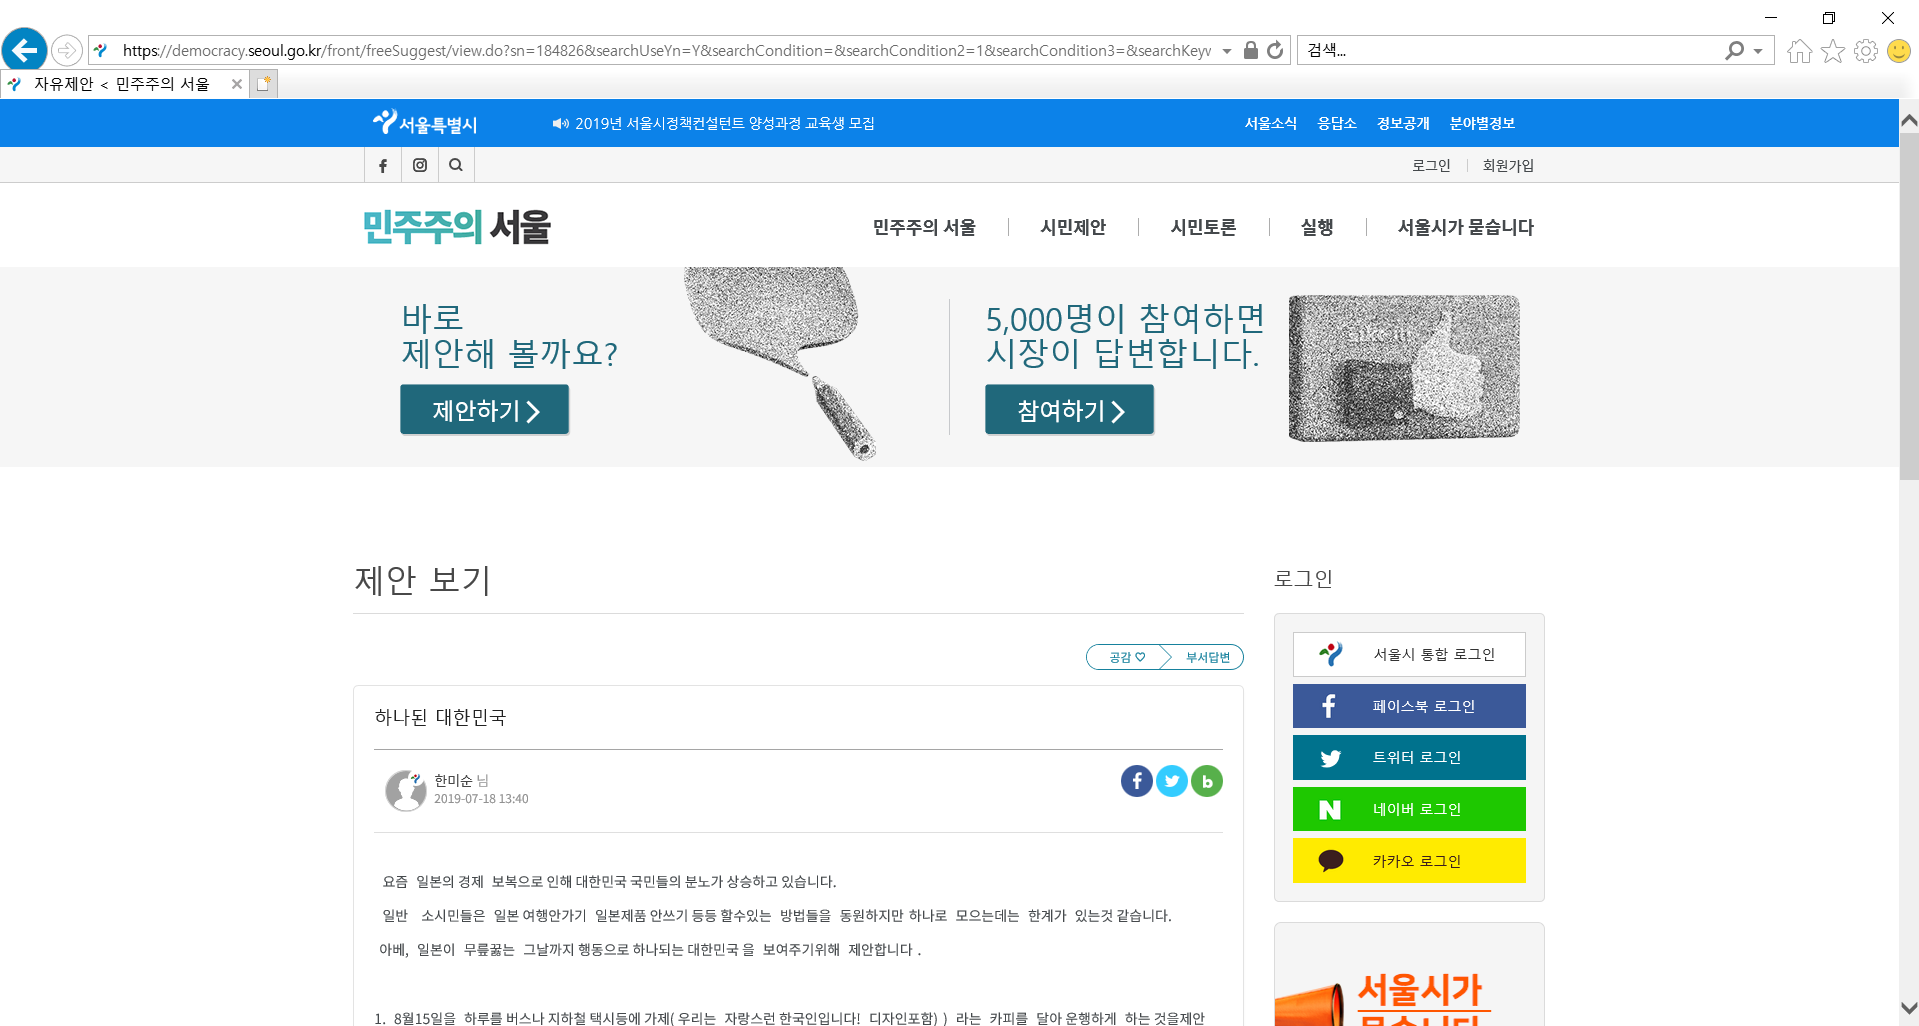 https://democracy.seoul.go.kr/front/freeSuggest/view.do?sn=184826&searchUseYn=Y&searchCondition=&searchCondition2=1&searchCondition3=&searchKeyw
검색...
자유제안 < 민주주의 서울
서울특별시
2019년 서울시정책컨설턴트 양성과정 교육생 모집
서울소식 응답소 정보공개 분야별정보
로그인 회원가입
민주주의 서울
민주주의 서울 시민제안 시민토론 실행 서울시가 묻습니다
바로
제안해 볼까요?
제안하기
5,000명이 참여하면
시장이 답변합니다.
참여하기
제안 보기
공감 부서답변
하나된 대한민국
한미순 님
2019-07-18 13:40
요즘 일본의 경제 보복으로 인해 대한민국 국민들의 분노가 상승하고 있습니다.
일반 소시민들은 일본 여행안가기 일본제품 안쓰기 등등 할수있는 방법들을 동원하지만 하나로 모으는데는 한계가 있는것 같습니다.
아베, 일본이 무릎꿇는 그날까지 행동으로 하나되는 대한민국 을 보여주기위해 제안합니다 .
1. 8월15일을 하루를 버스나 지하철 택시등에 가제( 우리는 자랑스런 한국인입니다! 디자인포함) ) 라는 카피를 달아 운행하게 하는 것을제안
로그인
서울시 통합 로그인
페이스북 로그인
트위터 로그인
네이버 로그인
카카오 로그인
서울시가
묻습니다